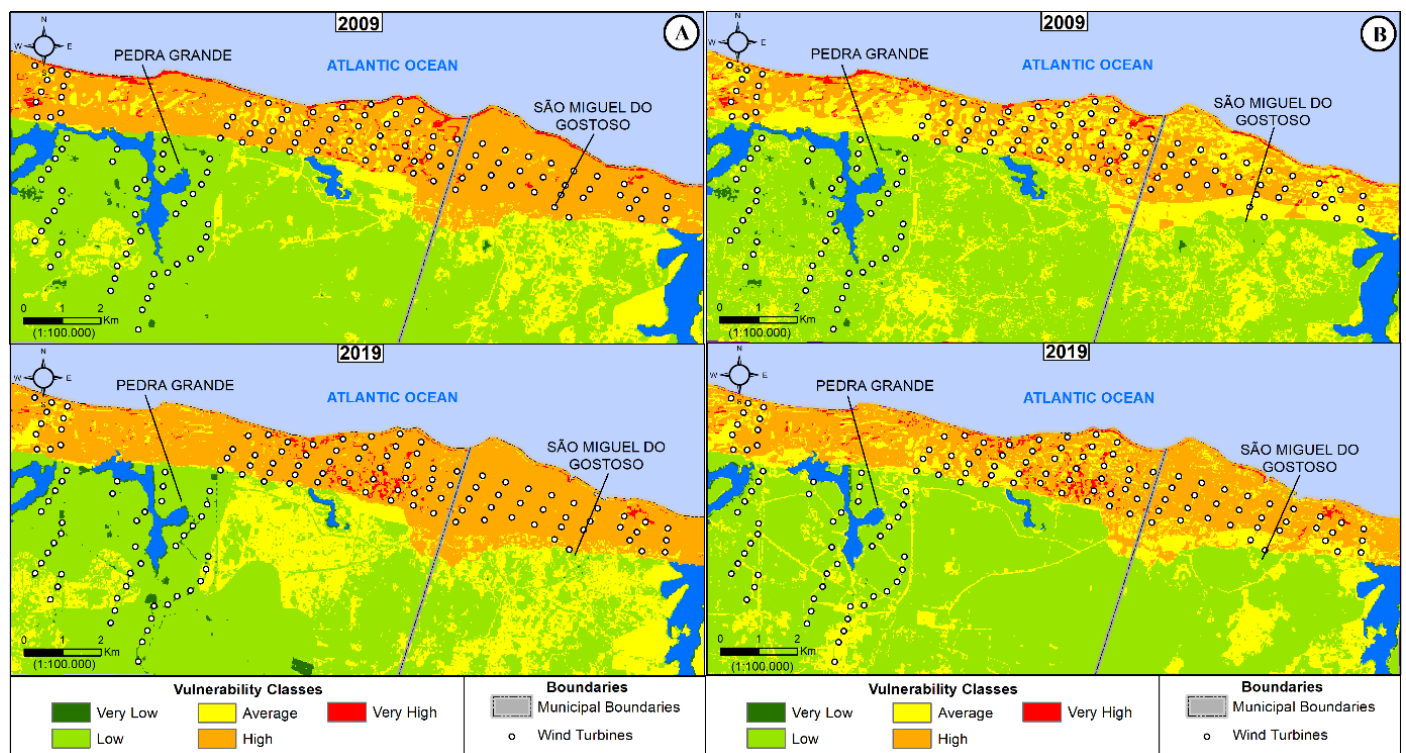 2009
A
N
W
E
S
PEDRA GRANDE
ATLANTIC OCEAN
SÃO MIGUEL DO
GOSTOSO
0 1 2
Km
(1:100.000)
2009
B
N
W
E
PEDRA GRANDE
ATLANTIC OCEAN
SÃO MIGUEL DO
GOSTOSO
0 1 2
Km
(1:100.000)
2019
N
W
E
PEDRA GRANDE
ATLANTIC OCEAN
SÃO MIGUEL DO
GOSTOSO
0 1 2
Km
(1:100.000)
2019
N
W
E
PEDRA GRANDE
ATLANTIC OCEAN
SÃO MIGUEL DO
GOSTOSO
0 1 2
Km
(1:100.000)
Vulnerability Classes
Very Low
Average
Very High
Low
High
Boundaries
Municipal Boundaries
Wind Turbines
Vulnerability Classes
Very Low
Average
Very High
Low
High
Boundaries
Municipal Boundaries
Wind Turbines